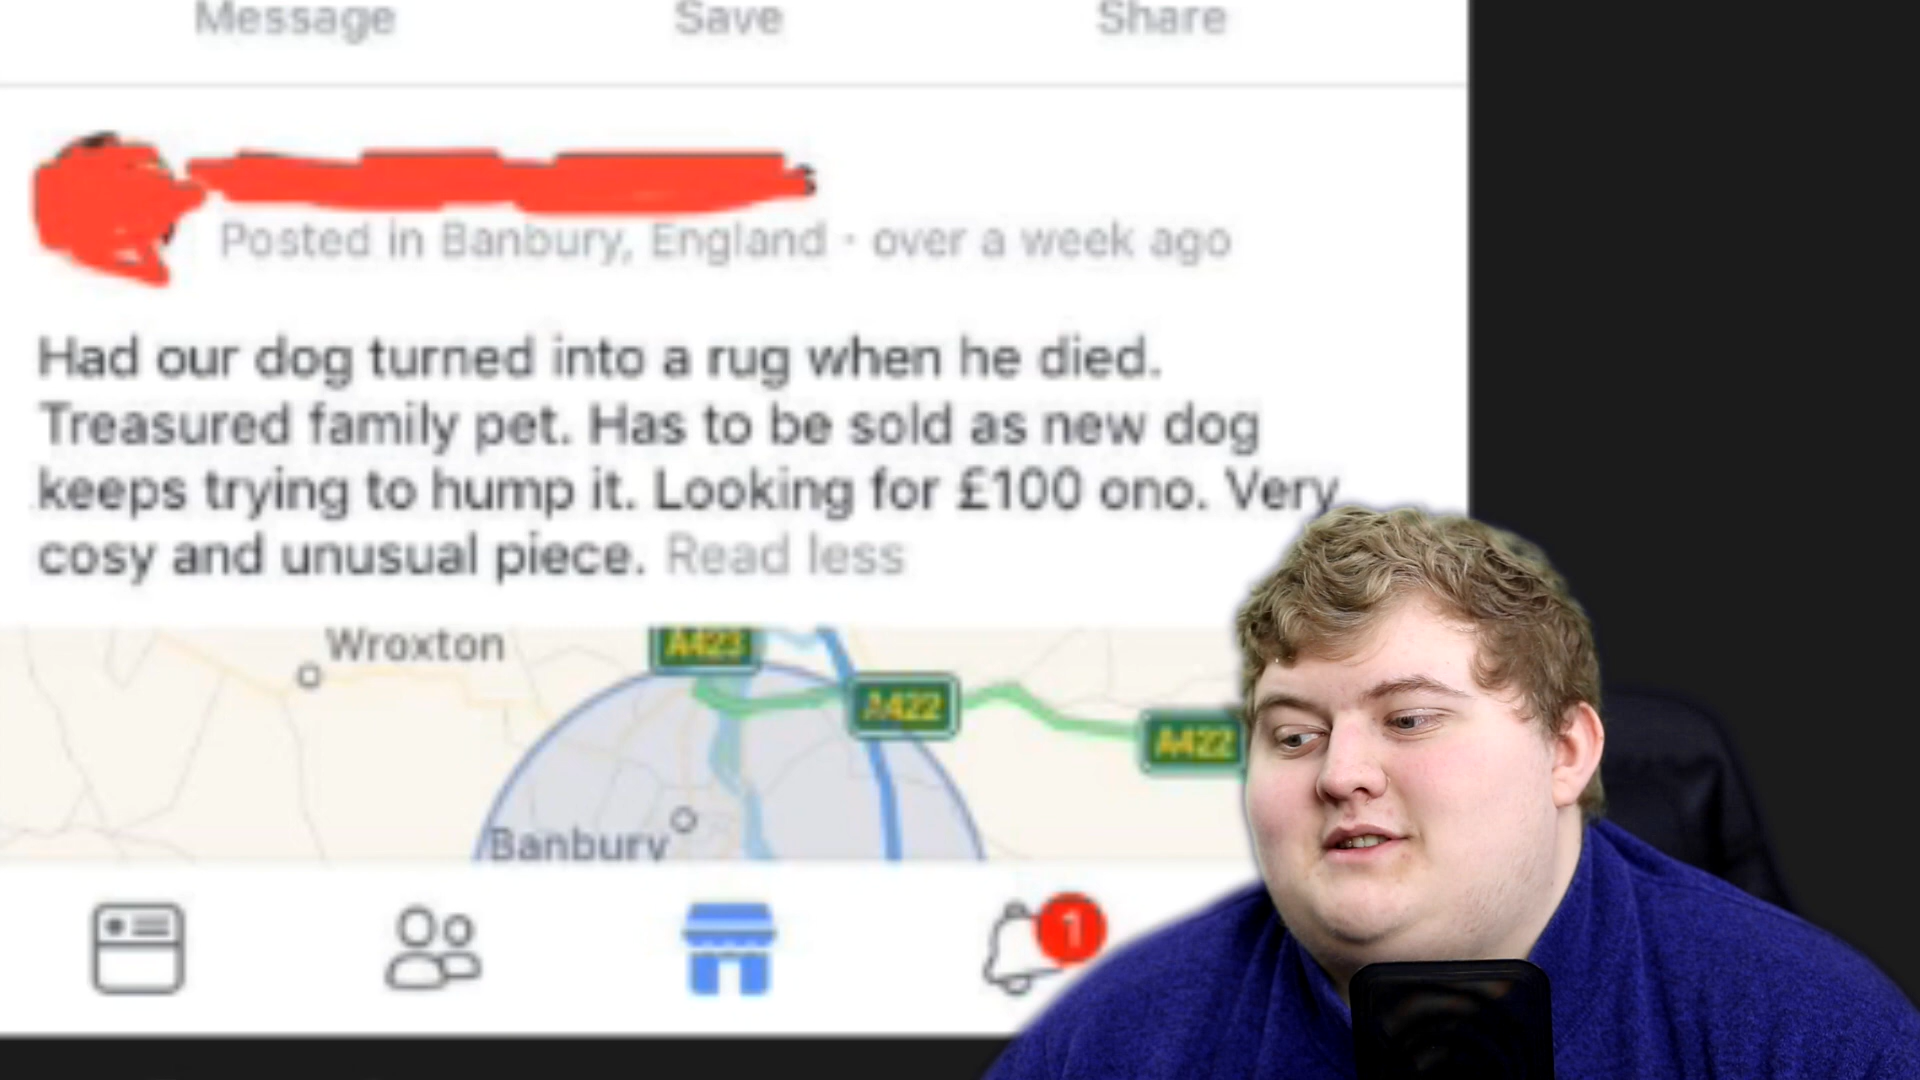 Message Save Share
Posted in Banbury, England · over a week ago
Had our dog turned into a rug when he died.
Treasured family pet. Has to be sold as new dog
keeps trying to hump it. Looking for £100 ono. Very
cosy and unusual piece. Read less
Wroxton
A423
A422
A422
Banbury
1